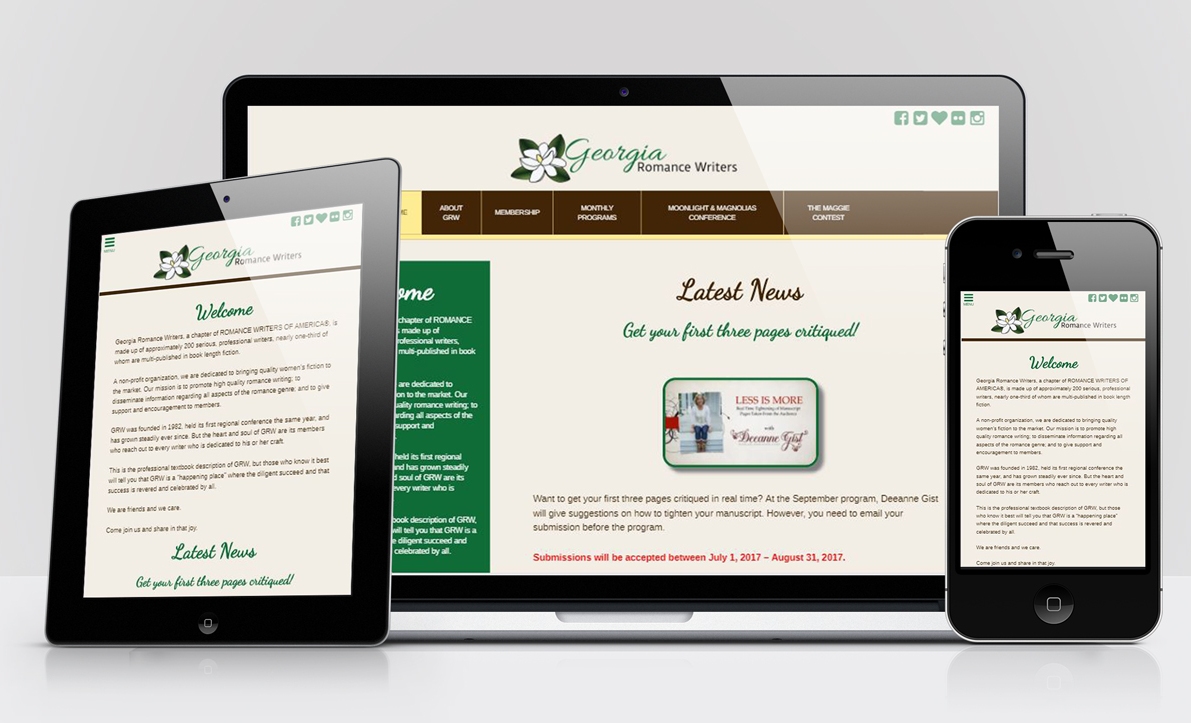 Georgia
Romance Writers
ME
ABOUT
GRW
MEMBERSHIP
MONTHLY
PROGRAMS
MOONLIGHT & MAGNOLIAS
CONFERENCE
THE MAGGIE
CONTEST
ome
chapter of ROMANCE
s made up of
rofessional writers,
multi-published in book
are dedicated to
on to the market. Our
uality romance writing; to
rding all aspects of the
support and
held its first regional
nd has grown steadily
d soul of GRW are its
every writer who is
book description of GRW,
will tell you that GRW is a
e diligent succeed and
celebrated by all.
Latest News
Get your first three pages critiqued!
LESS IS MORE
Real Time Tightening of Manuscript
Pages Taken from the Audience
with
Deeanne Gist
Want to get your first three pages critiqued in real time? At the September program, Deeanne Gist
will give suggestions on how to tighten your manuscript. However, you need to email your
submission before the program.
Submissions will be accepted between July 1, 2017 – August 31, 2017.
MENU
Georgia
Romance Writers
Welcome
Georgia Romance Writers, a chapter of ROMANCE WRITERS OF AMERICA®, is
made up of approximately 200 serious, professional writers, nearly one-third of
whom are multi-published in book length fiction.
A non-profit organization, we are dedicated to bringing quality women's fiction to
the market. Our mission is to promote high quality romance writing; to
disseminate information regarding all aspects of the romance genre; and to give
support and encouragement to members.
GRW was founded in 1982, held its first regional conference the same year, and
has grown steadily ever since. But the heart and soul of GRW are its members
who reach out to every writer who is dedicated to his or her craft.
This is the professional textbook description of GRW, but those who know it best
will tell you that GRW is a "happening place" where the diligent succeed and that
success is revered and celebrated by all.
We are friends and we care.
Come join us and share in that joy.
Latest News
Get your first three pages critiqued!
MENU
Georgia
Romance Writers
Welcome
Georgia Romance Writers, a chapter of ROMANCE WRITERS OF
AMERICA®, is made up of approximately 200 serious, professional
writers, nearly one-third of whom are multi-published in book length
fiction.
A non-profit organization, we are dedicated to bringing quality
women's fiction to the market. Our mission is to promote high
quality romance writing; to disseminate information regarding all
aspects of the romance genre; and to give support and
encouragement to members.
GRW was founded in 1982, held its first regional conference the
same year, and has grown steadily ever since. But the heart and
soul of GRW are its members who reach out to every writer who is
dedicated to his or her craft.
This is the professional textbook description of GRW, but those
who know it best will tell you that GRW is a "happening place"
where the diligent succeed and that success is revered and
celebrated by all.
We are friends and we care.
Come join us and share in that joy.